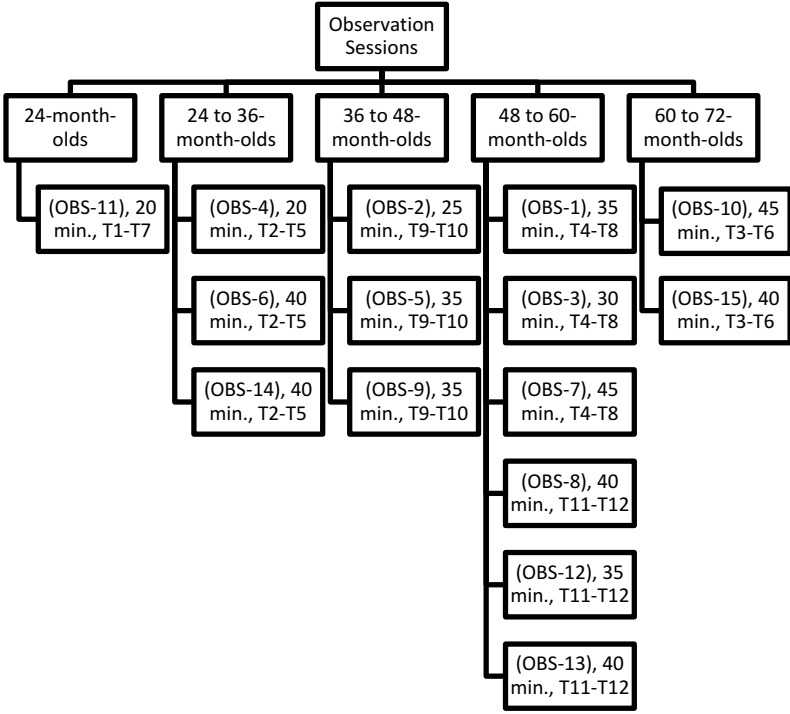 Observation
Sessions
24-month-
olds
24 to 36-
month-olds
36 to 48-
month-olds
48 to 60-
month-olds
60 to 72-
month-olds
(OBS-11), 20
min., T1-T7
(OBS-4), 20
min., T2-T5
(OBS-6), 40
min., T2-T5
(OBS-14), 40
min., T2-T5
(OBS-2), 25
min., T9-T10
(OBS-5), 35
min., T9-T10
(OBS-9), 35
min., T9-T10
(OBS-1), 35
min., T4-T8
(OBS-3), 30
min., T4-T8
(OBS-7), 45
min., T4-T8
(OBS-8), 40
min., T11-T12
(OBS-12), 35
min., T11-T12
(OBS-13), 40
min., T11-T12
(OBS-10), 45
min., T3-T6
(OBS-15), 40
min., T3-T6